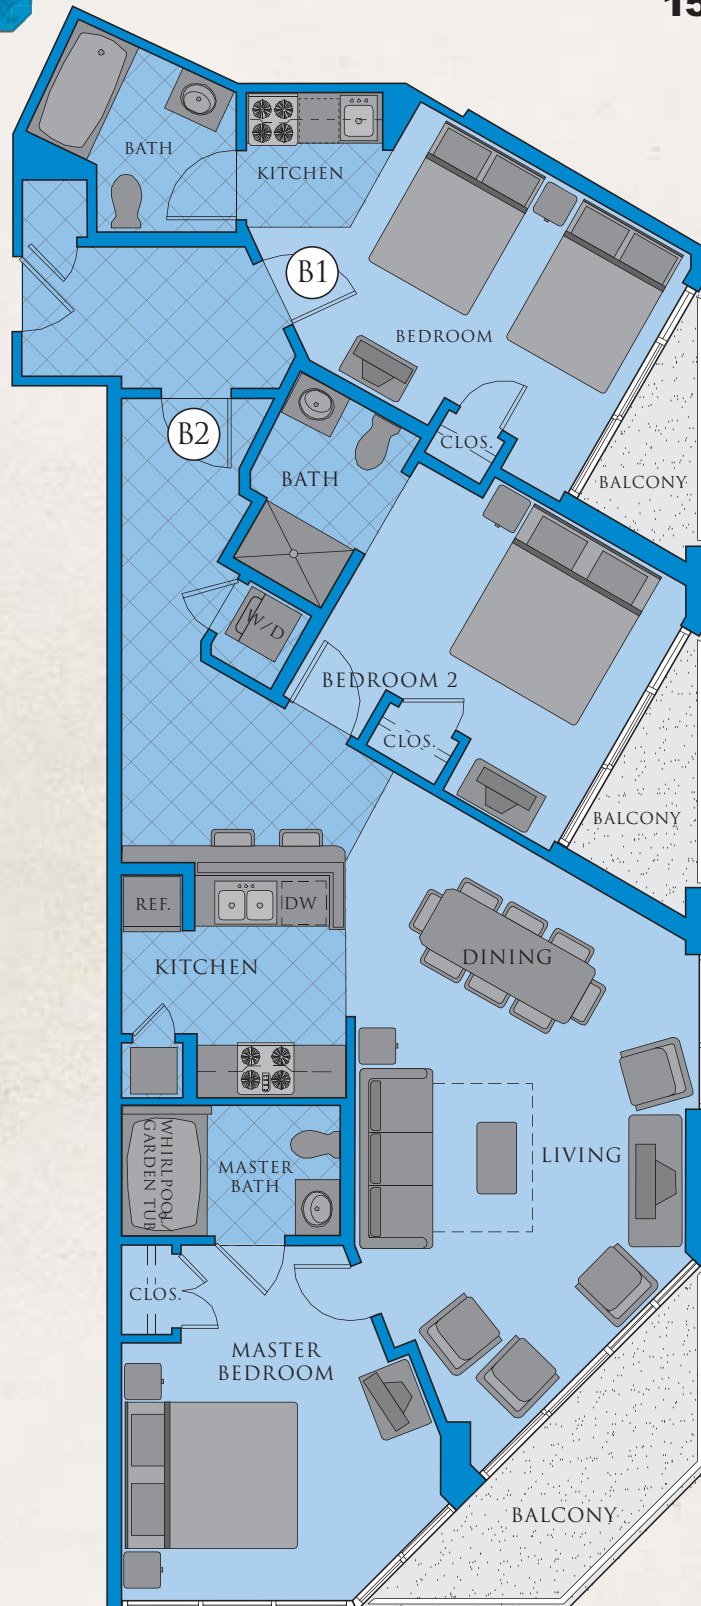 15
BATH
KITCHEN
B1
BEDROOM
B2
CLOS.
BATH
BALCONY
W/D
BEDROOM 2
CLOS.
BALCONY
REF.
DW
DINING
KITCHEN
WHIRLPOOL/
GARDEN TUB
MASTER
BATH
LIVING
CLOS.
MASTER
BEDROOM
BALCONY